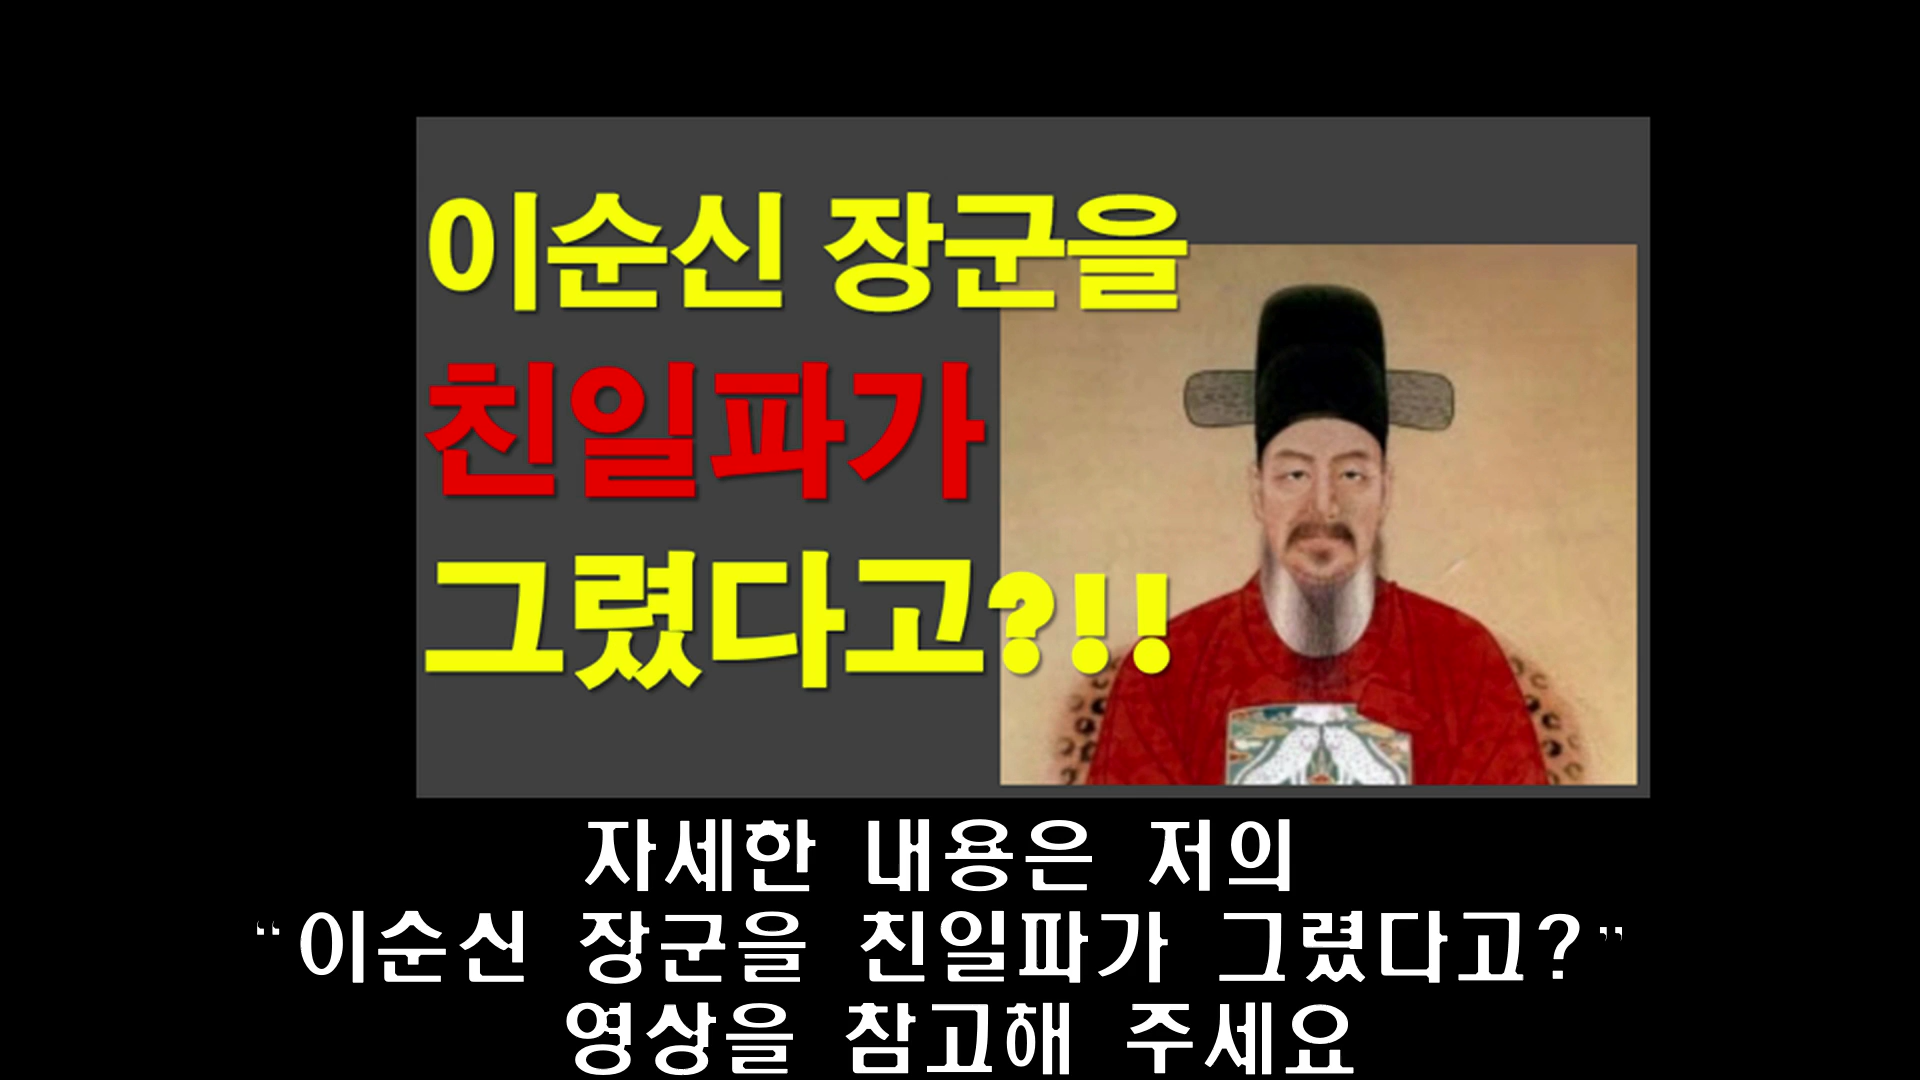 이순신 장군을
친일파가
그렸다고?!!
자세한 내용은 저의
“이순신 장군을 친일파가 그렸다고?”
영상을 참고해 주세요